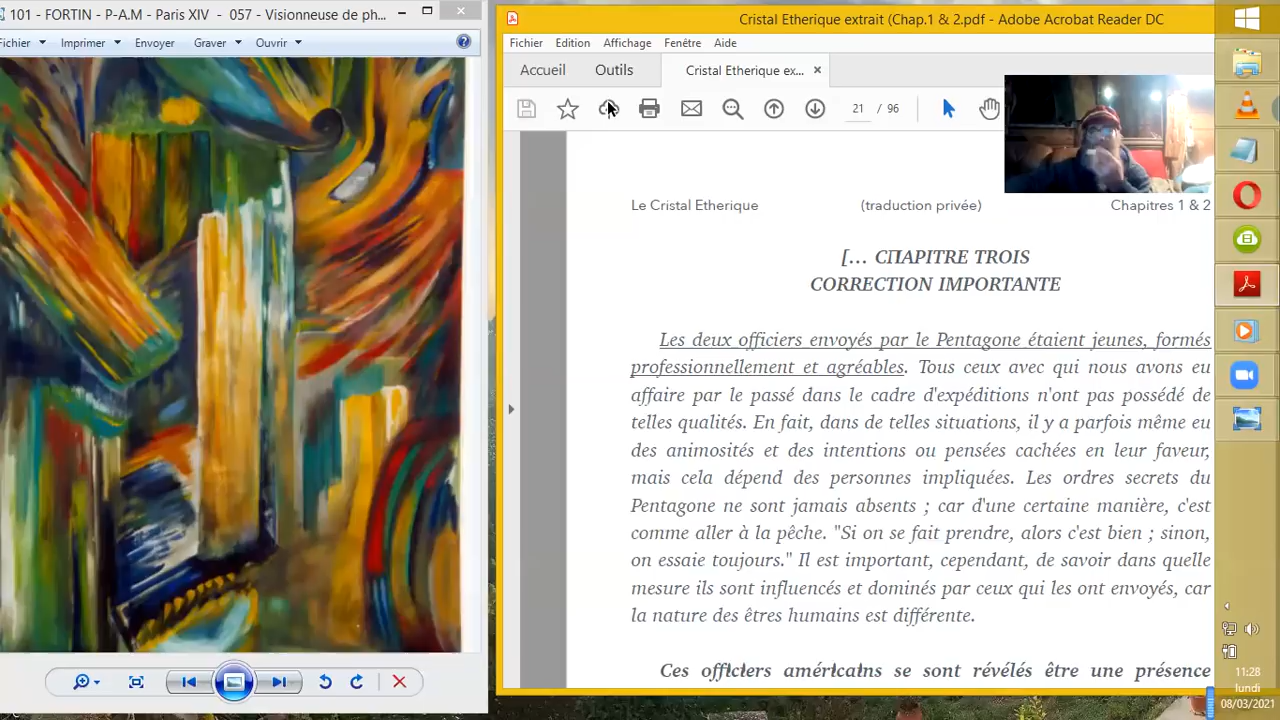 101 - FORTIN - P-A.M - Paris XIV - 057 - Visionneuse de ph...
Fichier Imprimer Envoyer Graver Ouvrir
Cristal Etherique extrait (Chap.1 & 2.pdf - Adobe Acrobat Reader DC
Fichier Edition Affichage Fenêtre Aide
Accueil Outils Cristal Etherique ex...
21 / 96
Le Cristal Etherique (traduction privée) Chapitres 1 & 2
[… CHAPITRE TROIS
CORRECTION IMPORTANTE
Les deux officiers envoyés par le Pentagone étaient jeunes, formés
professionnellement et agréables. Tous ceux avec qui nous avons eu
affaire par le passé dans le cadre d'expéditions n'ont pas possédé de
telles qualités. En fait, dans de telles situations, il y a parfois même eu
des animosités et des intentions ou pensées cachées en leur faveur,
mais cela dépend des personnes impliquées. Les ordres secrets du
Pentagone ne sont jamais absents ; car d'une certaine manière, c'est
comme aller à la pêche. "Si on se fait prendre, alors c'est bien ; sinon,
on essaie toujours." Il est important, cependant, de savoir dans quelle
mesure ils sont influencés et dominés par ceux qui les ont envoyés, car
la nature des êtres humains est différente.
Ces officiers américains se sont révélés être une présence
11:28
lundi
08/03/2021